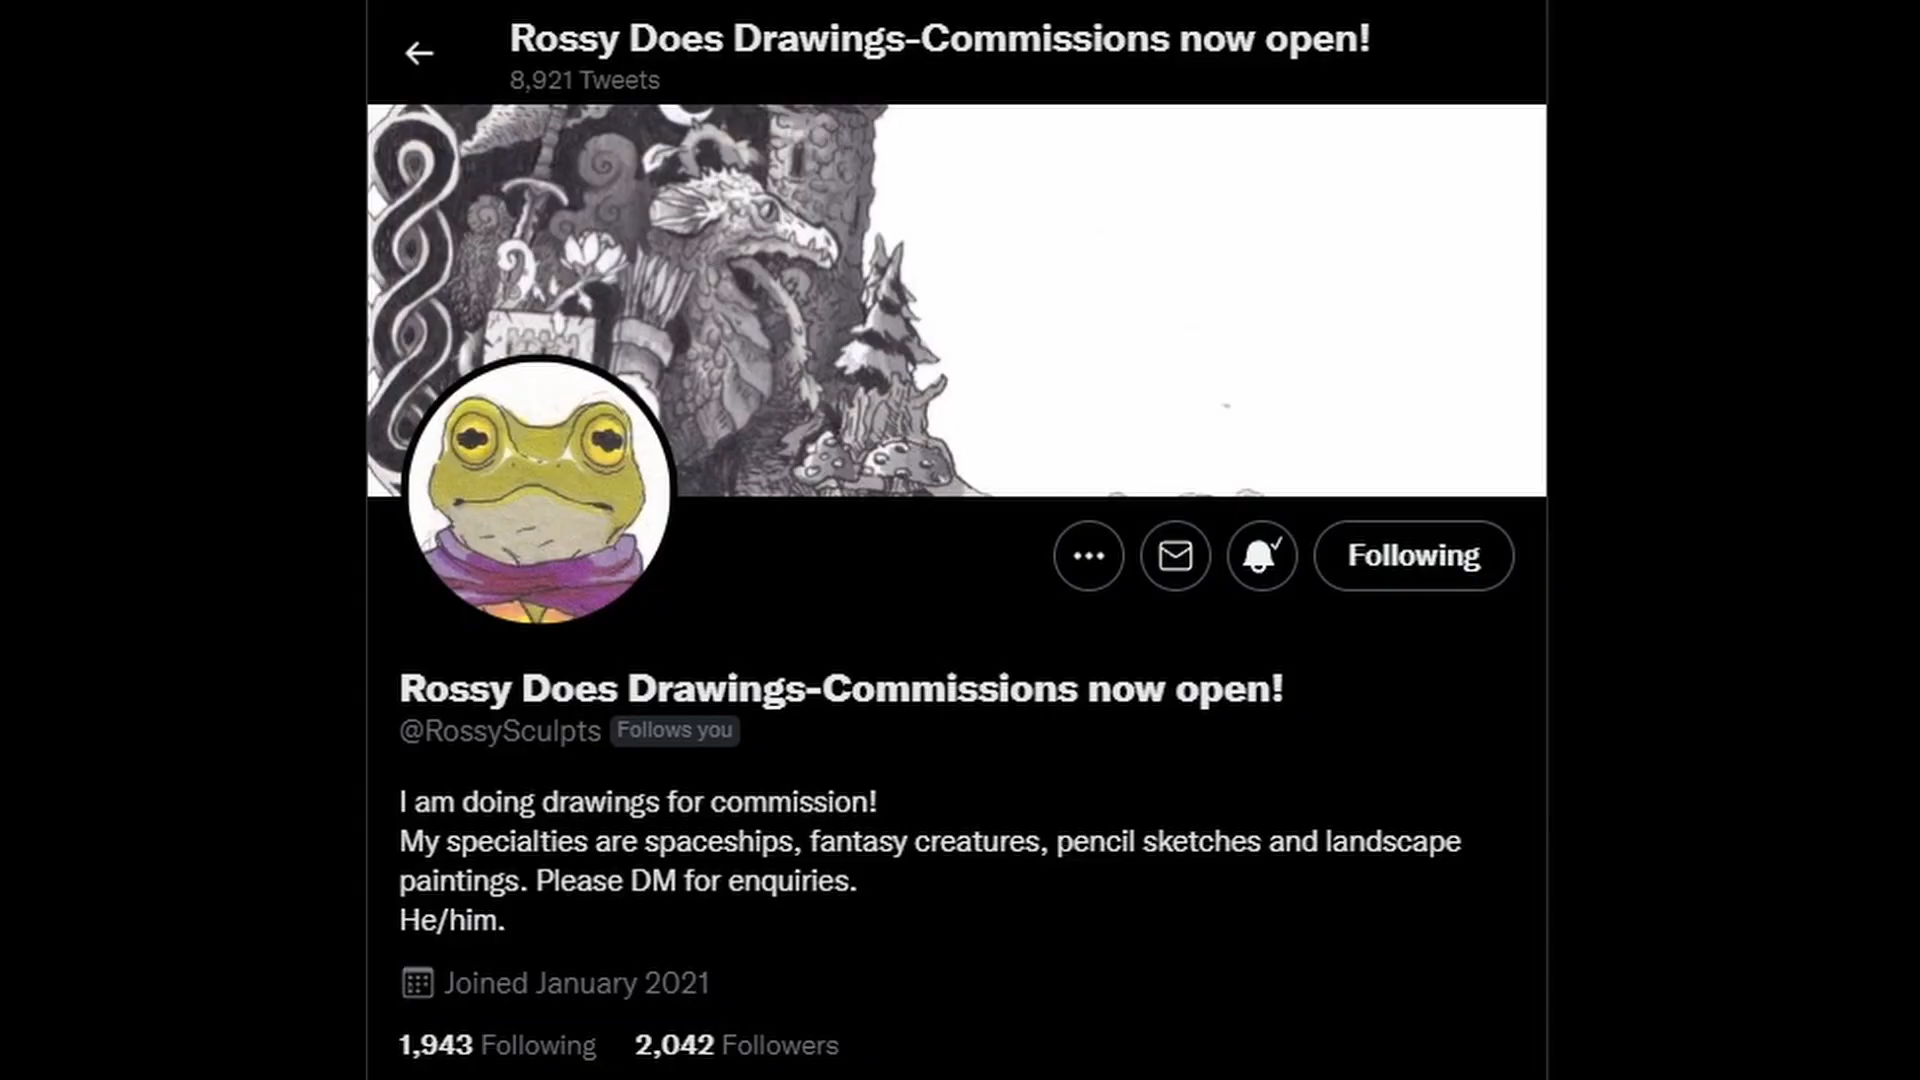 Rossy Does Drawings-Commissions now open!
8,921 Tweets
Following
Rossy Does Drawings-Commissions now open!
@RossySculpts Follows you
I am doing drawings for commission!
My specialties are spaceships, fantasy creatures, pencil sketches and landscape
paintings. Please DM for enquiries.
He/him.
Joined January 2021
1,943 Following 2,042 Followers